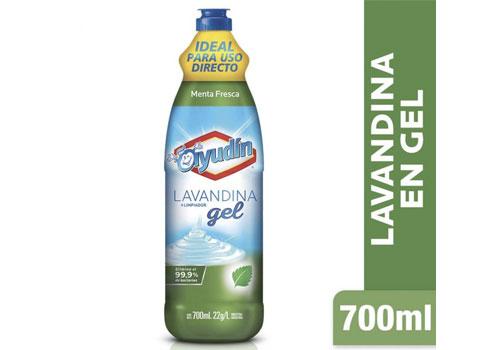 IDEAL
PARA USO
DIRECTO
Menta Fresca
Ayudín
LAVANDINA
+ LIMPIADOR
gel
Elimina el
99,9%
de bacterias
700ml. 22g/L
LAVANDINA
EN GEL
700ml